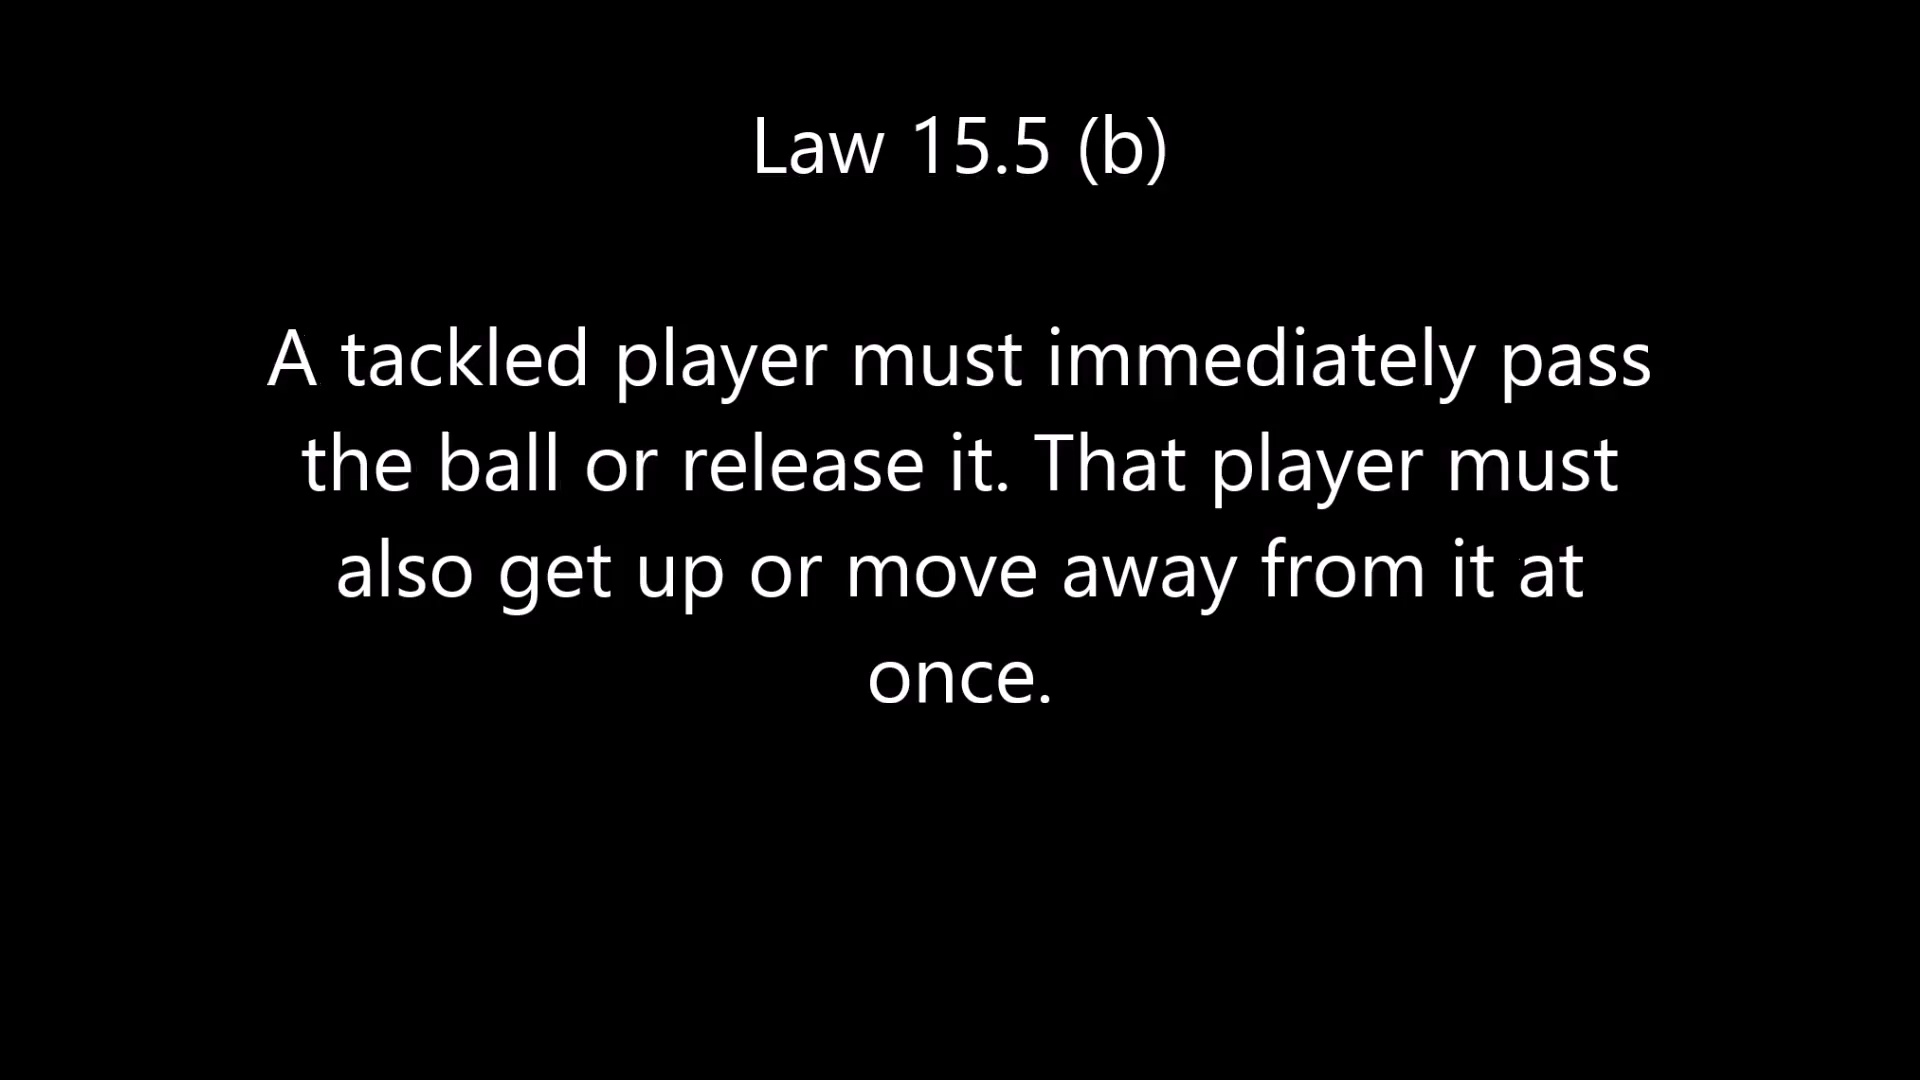 Law 15.5 (b)
A tackled player must immediately pass
the ball or release it. That player must
also get up or move away from it at
once.